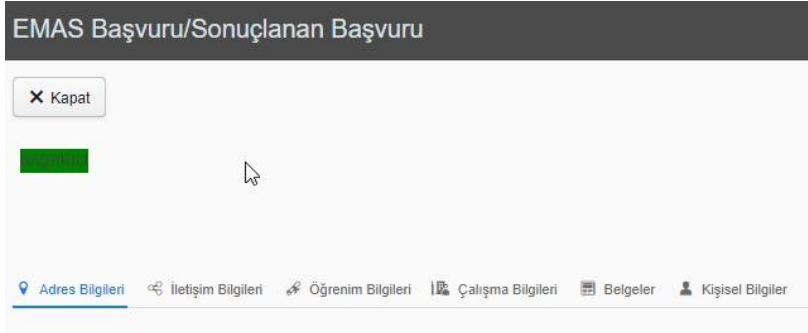 EMAS Başvuru/Sonuçlanan Başvuru
Kapat
Adres Bilgileri İletişim Bilgileri Öğrenim Bilgileri Çalışma Bilgileri Belgeler Kişisel Bilgiler